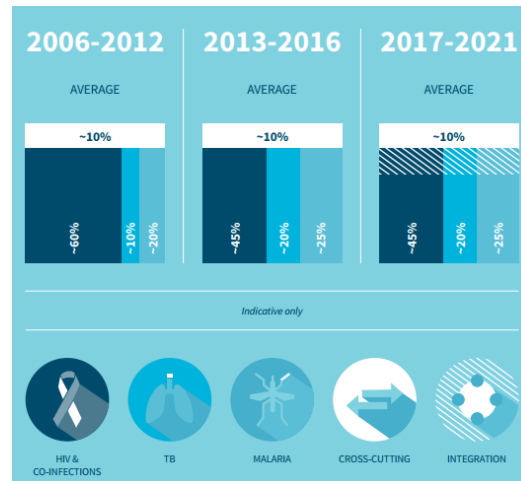 2006-2012 2013-2016 2017-2021
AVERAGE AVERAGE AVERAGE
~10% ~10% ~10%
~60% ~10% ~20% ~45% ~20% ~25% ~45% ~20% ~25%
Indicative only
HIV & CO-INFECTIONS
TB
MALARIA
CROSS-CUTTING
INTEGRATION